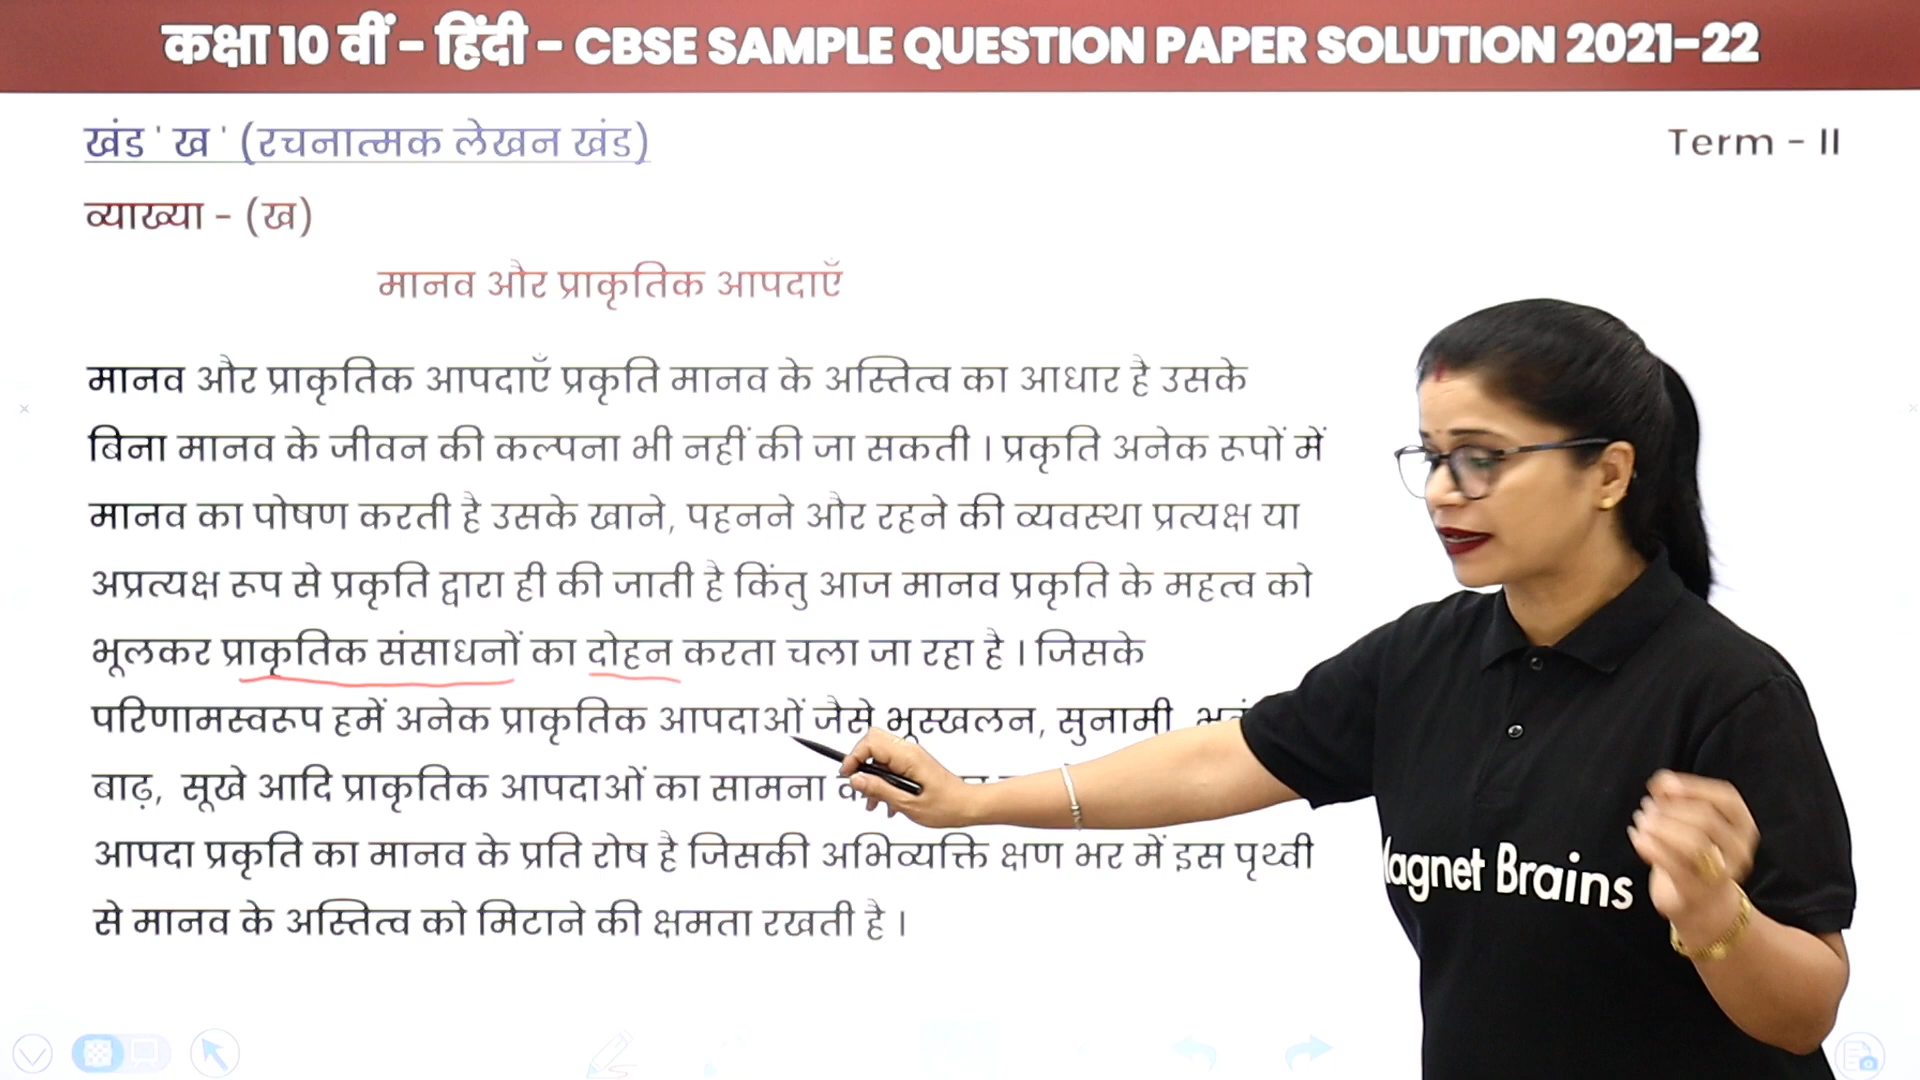 कक्षा 10 वीं - हिंदी - CBSE SAMPLE QUESTION PAPER SOLUTION 2021-22
खंड ' ख ' (रचनात्मक लेखन खंड)
Term - II
व्याख्या - (ख)
मानव और प्राकृतिक आपदाएँ
मानव और प्राकृतिक आपदाएँ प्रकृति मानव के अस्तित्व का आधार है उसके
बिना मानव के जीवन की कल्पना भी नहीं की जा सकती । प्रकृति अनेक रूपों में
मानव का पोषण करती है उसके खाने, पहनने और रहने की व्यवस्था प्रत्यक्ष या
अप्रत्यक्ष रूप से प्रकृति द्वारा ही की जाती है किंतु आज मानव प्रकृति के महत्व को
भूलकर प्राकृतिक संसाधनों का दोहन करता चला जा रहा है । जिसके
परिणामस्वरूप हमें अनेक प्राकृतिक आपदाओं जैसे भूस्खलन, सुनामी
बाढ़, सूखे आदि प्राकृतिक आपदाओं का सामना
आपदा प्रकृति का मानव के प्रति रोष है जिसकी अभिव्यक्ति क्षण भर में इस पृथ्वी
से मानव के अस्तित्व को मिटाने की क्षमता रखती है ।
Magnet Brains